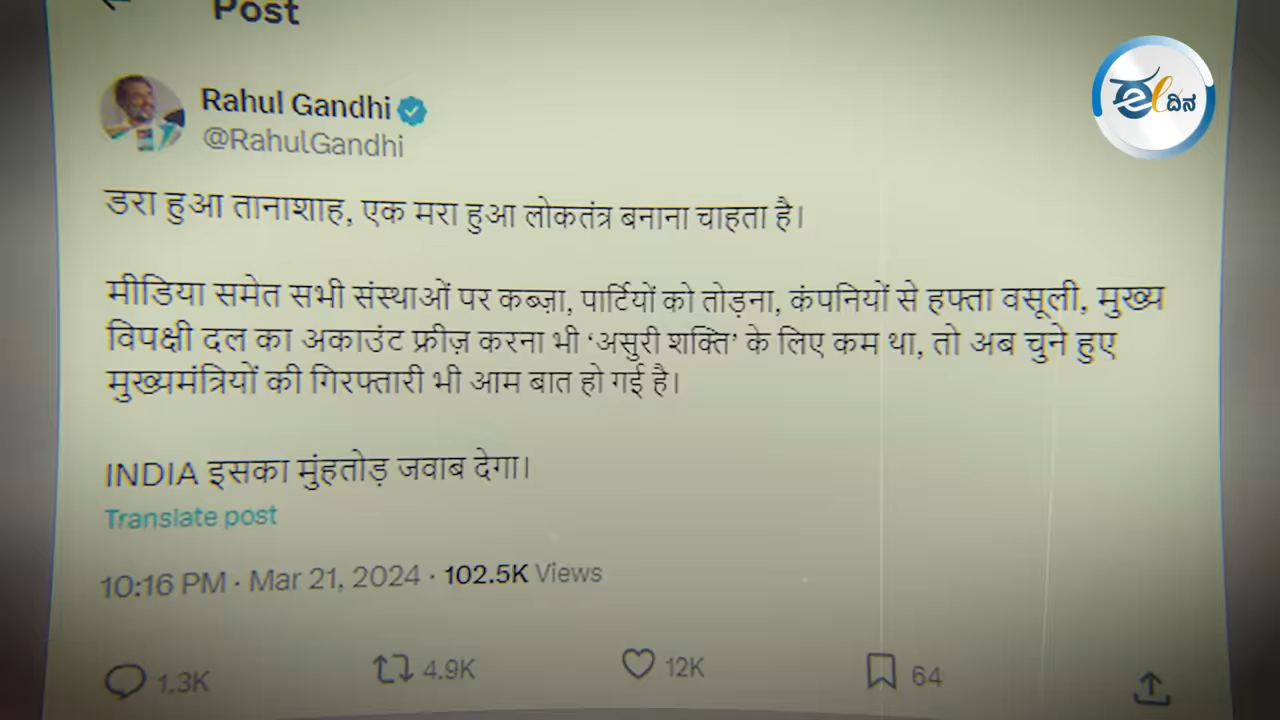 Post
Rahul Gandhi
@RahulGandhi
डरा हुआ तानाशाह, एक मरा हुआ लोकतंत्र बनाना चाहता है।
मीडिया समेत सभी संस्थाओं पर कब्ज़ा, पार्टियों को तोड़ना, कंपनियों से हफ्ता वसूली, मुख्य
विपक्षी दल का अकाउंट फ्रीज़ करना भी ‘असुरी शक्ति’ के लिए कम था, तो अब चुने हुए
मुख्यमंत्रियों की गिरफ्तारी भी आम बात हो गई है।
INDIA इसका मुंहतोड़ जवाब देगा।
Translate post
10:16 PM · Mar 21, 2024 · 102.5K Views
1.3K 4.9K 12K 64
ದಿನ